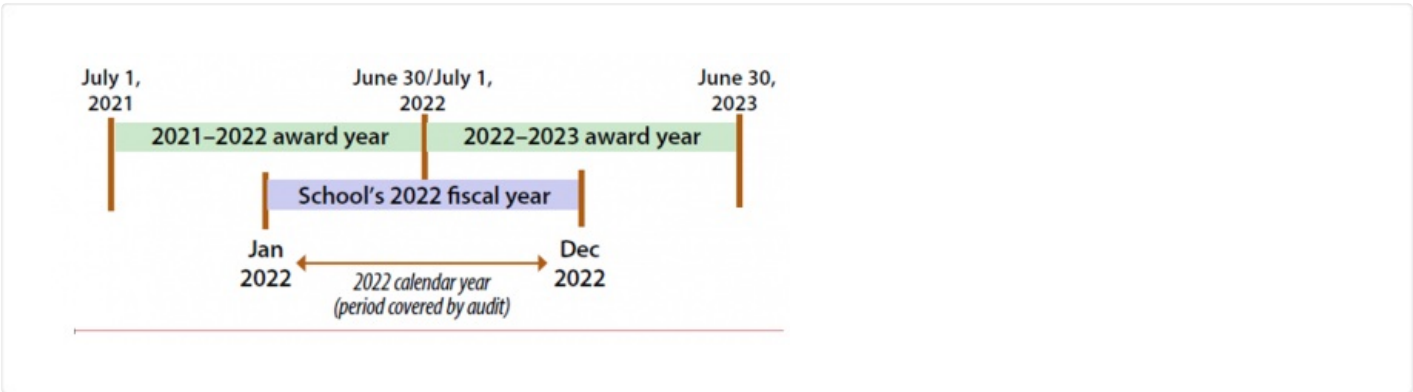 July 1,
2021
June 30/July 1,
2022
June 30,
2023
2021–2022 award year
2022–2023 award year
School’s 2022 fiscal year
Jan
2022
Dec
2022
2022 calendar year
(period covered by audit)